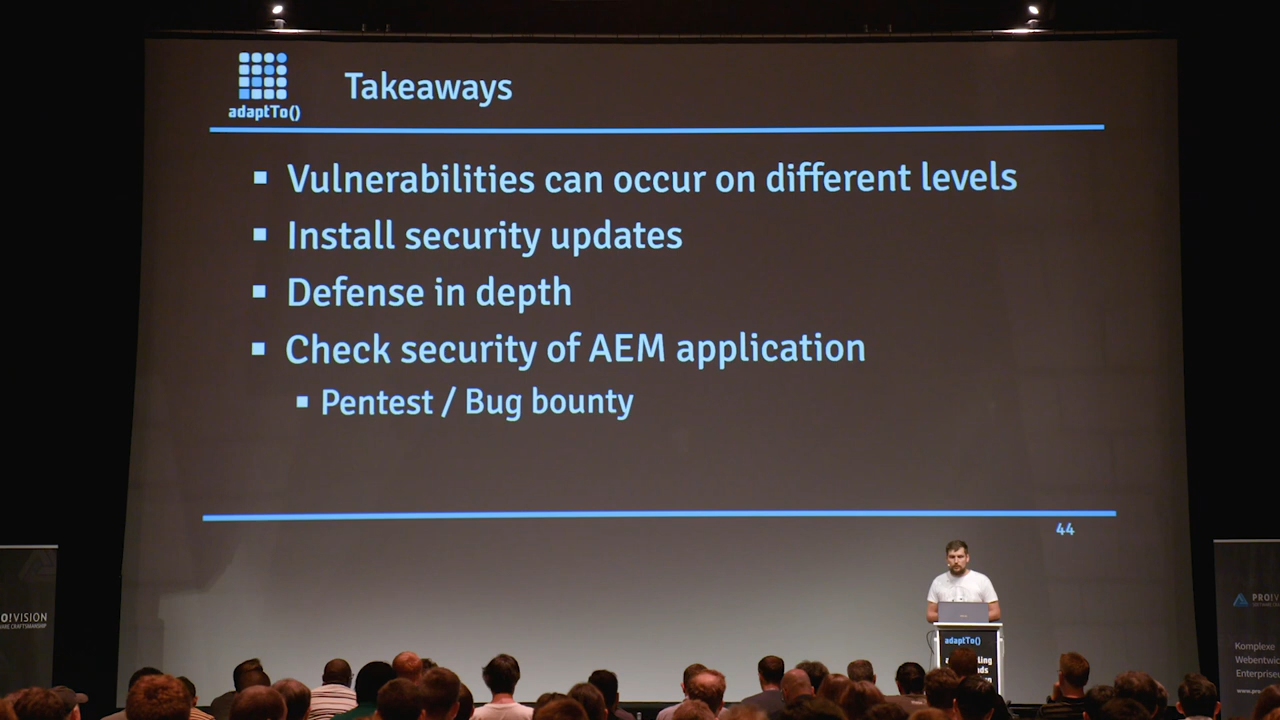 adaptTo()
Takeaways
Vulnerabilities can occur on different levels
Install security updates
Defense in depth
Check security of AEM application
Pentest / Bug bounty
44
O!VISION
PRO!V
adaptTo()
Komplexe
Webentwic
Enterprise